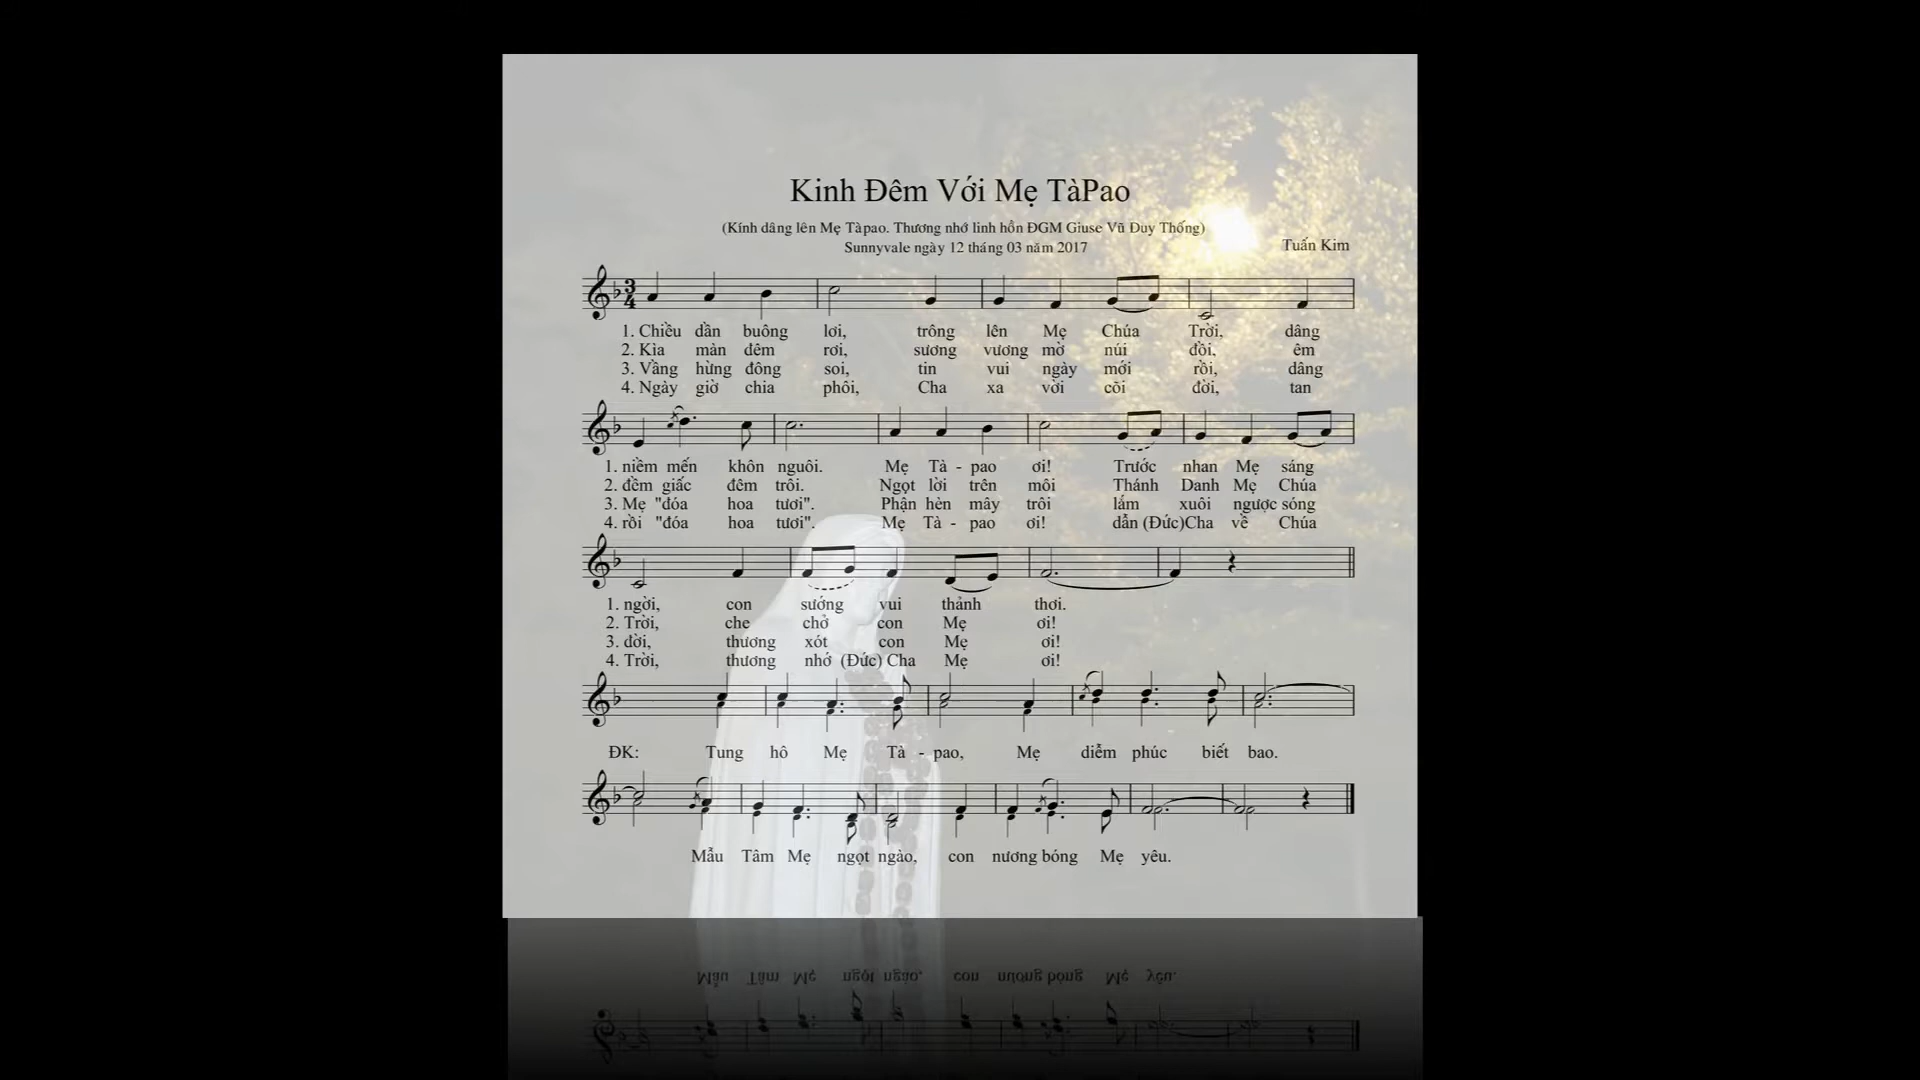 Kinh Đêm Với Mẹ TàPao
(Kính dâng lên Mẹ Tàpao. Thương nhớ linh hồn ĐGM Giuse Vũ Duy Thống)
Sunnyvale ngày 12 tháng 03 năm 2017
Tuấn Kim
3
4
1. Chiều dần buông lơi, trông lên Mẹ Chúa Trời, dâng
2. Kìa màn đêm rơi, sương vương mờ núi đồi, êm
3. Vầng hừng đông soi, tin vui ngày mới rồi, dâng
4. Ngày giờ chia phôi, Cha xa vời cõi đời, tan
1. niềm mến khôn nguôi. Mẹ Tà - pao ơi! Trước nhan Mẹ sáng
2. đềm giấc đêm trôi. Ngọt lời trên môi Thánh Danh Mẹ Chúa
3. Mẹ "đóa hoa tươi". Phận hèn mây trôi lắm xuôi ngược sóng
4. rồi "đóa hoa tươi". Mẹ Tà - pao ơi! dẫn (Đức)Cha về Chúa
1. ngời, con sướng vui thảnh thơi.
2. Trời, che chở con Mẹ ơi!
3. dời, thương xót con Mẹ ơi!
4. Trời, thương nhớ (Đức) Cha Mẹ ơi!
ĐK: Tung hô Mẹ Tà - pao, Mẹ diễm phúc biết bao.
Mẫu Tâm Mẹ ngọt ngào, con nương bóng Mẹ yêu.